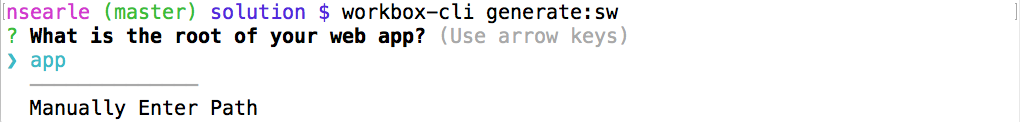 nsearle (master) solution $ workbox-cli generate:sw
? What is the root of your web app? (Use arrow keys)
❯ app
──────────────
Manually Enter Path